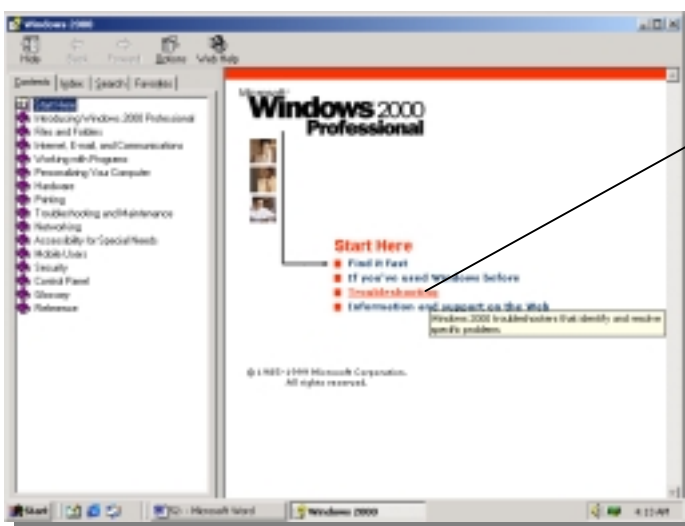 Windows 2000
Hide Back Forward Options Web Help
Contents Index Search Favorites
Start Here
Introducing Windows 2000 Professional
Files and Folders
Internet, E-mail, and Communications
Working with Programs
Personalizing Your Computer
Hardware
Printing
Troubleshooting and Maintenance
Networking
Accessibility for Special Needs
Mobile Users
Security
Control Panel
Glossary
Reference
Microsoft
Windows 2000
Professional
Start Here
Find it fast
If you've used Windows before
Troubleshooting
Information and support on the Web
Windows 2000 troubleshooters that identify and resolve
specific problems.
© 1985-1999 Microsoft Corporation.
All rights reserved.
Start Microsoft Word Windows 2000 4:13 AM